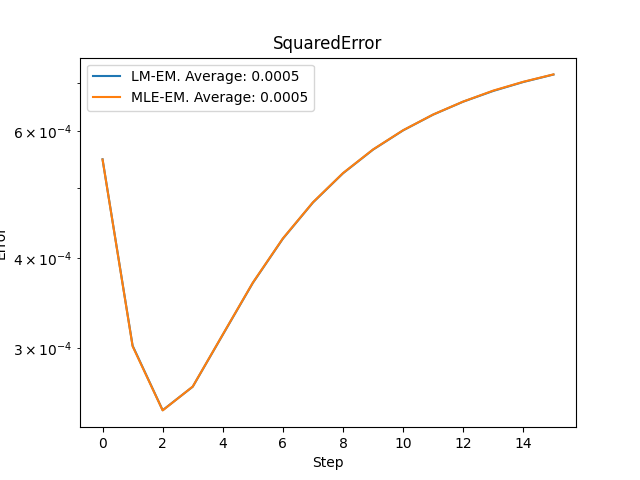 SquaredError
LM-EM. Average: 0.0005
MLE-EM. Average: 0.0005
6 × 10⁻⁴
4 × 10⁻⁴
3 × 10⁻⁴
Error
0 2 4 6 8 10 12 14
Step